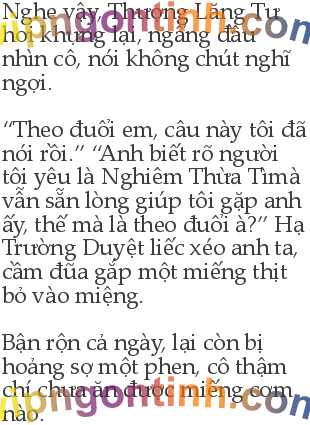 Nghe vậy, Thương Lăng Tự
hơi khựng lại, ngẩng đầu
nhìn cô, nói không chút nghĩ
ngợi.

“Theo đuổi em, câu này tôi đã
nói rồi.” “Anh biết rõ người
tôi yêu là Nghiêm Thừa Tìmà
vẫn sẵn lòng giúp tôi gặp anh
ấy, thế mà là theo đuổi à?” Hạ
Trường Duyệt liếc xéo anh ta,
cầm đũa gắp một miếng thịt
bỏ vào miệng.

Bận rộn cả ngày, lại còn bị
hoảng sợ một phen, cô thậm
chí chưa ăn được miếng cơm
nào.